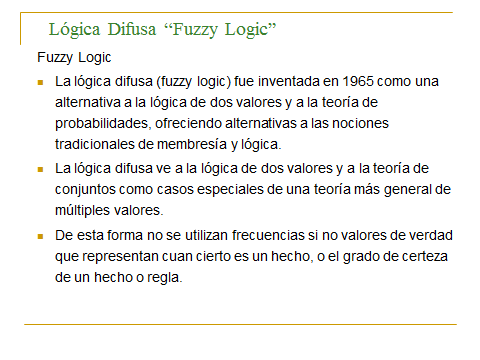 Lógica Difusa “Fuzzy Logic”
Fuzzy Logic
La lógica difusa (fuzzy logic) fue inventada en 1965 como una
alternativa a la lógica de dos valores y a la teoría de
probabilidades, ofreciendo alternativas a las nociones
tradicionales de membresía y lógica.
La lógica difusa ve a la lógica de dos valores y a la teoría de
conjuntos como casos especiales de una teoría más general de
múltiples valores.
De esta forma no se utilizan frecuencias si no valores de verdad
que representan cuan cierto es un hecho, o el grado de certeza
de un hecho o regla.